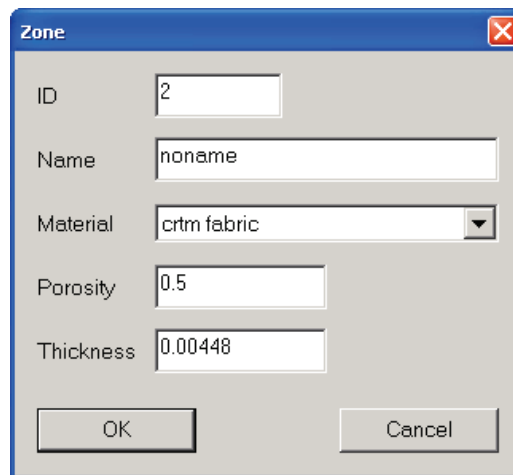 Zone
ID 2
Name noname
Material crtm fabric
Porosity 0.5
Thickness 0.00448
OK Cancel